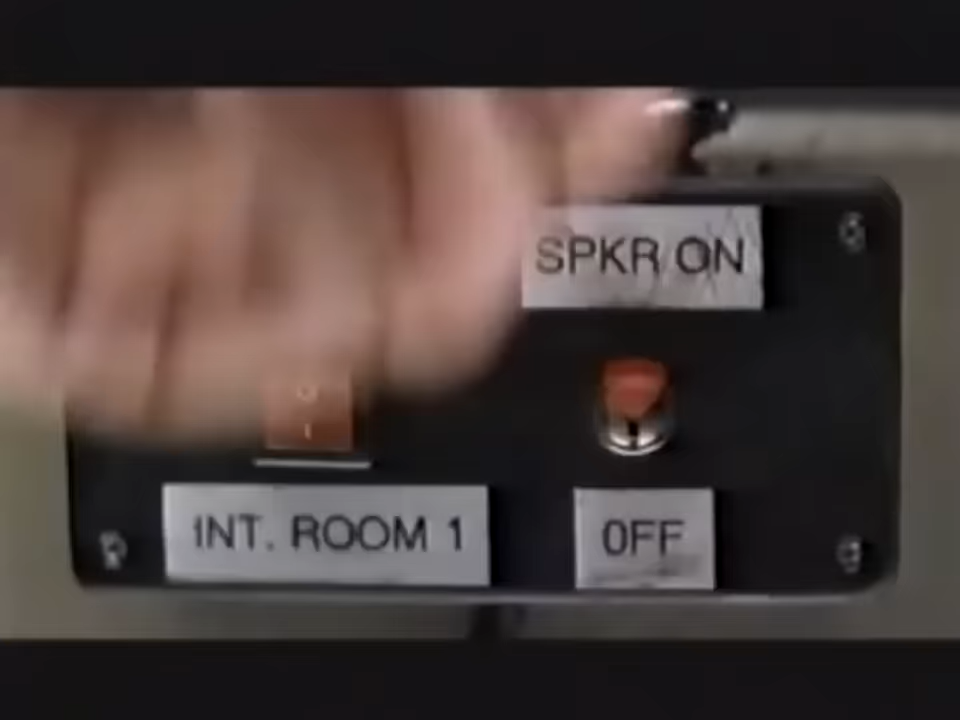 SPKR ON
O
I
INT. ROOM 1
OFF